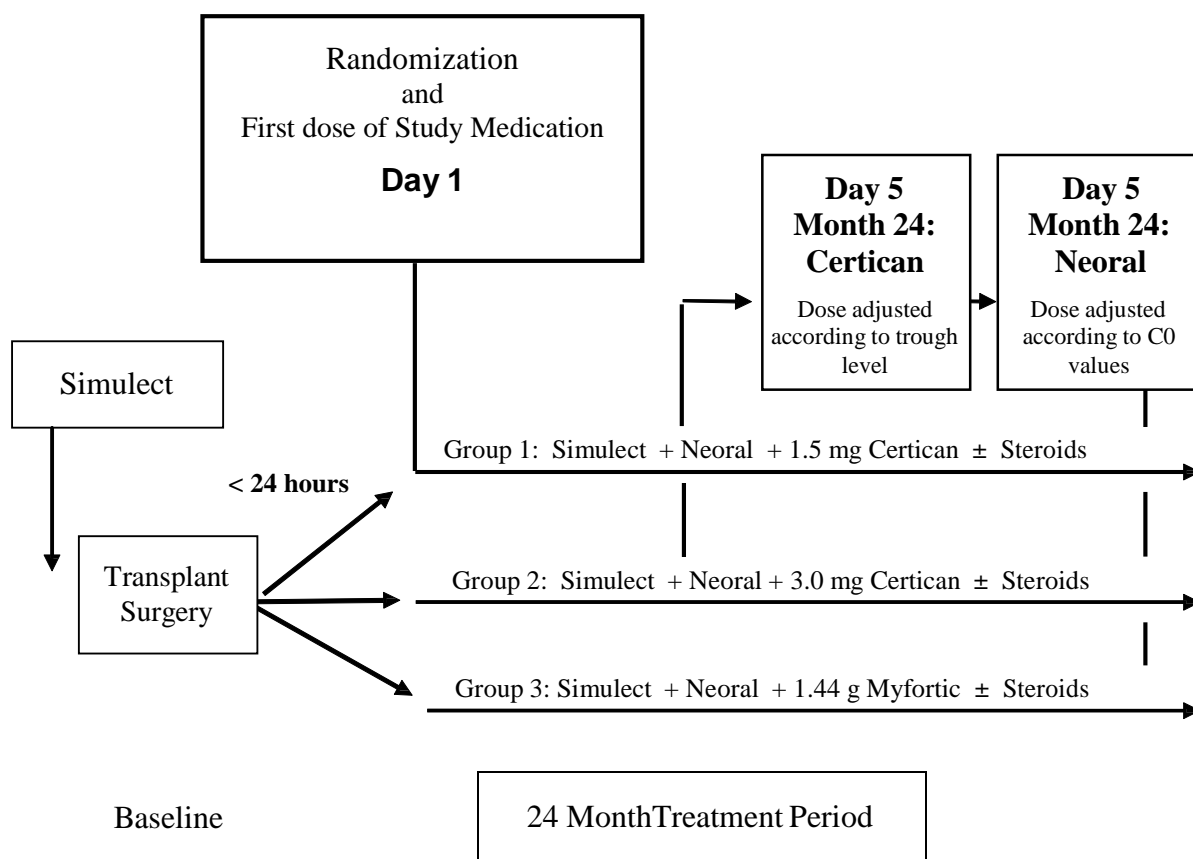 Randomization
and
First dose of Study Medication
Day 1
Day 5
Month 24:
Certican
Dose adjusted
according to trough
level
Day 5
Month 24:
Neoral
Dose adjusted
according to C0
values
Simulect
< 24 hours
Transplant
Surgery
Group 1: Simulect + Neoral + 1.5 mg Certican ± Steroids
Group 2: Simulect + Neoral + 3.0 mg Certican ± Steroids
Group 3: Simulect + Neoral + 1.44 g Myfortic ± Steroids
Baseline
24 MonthTreatment Period